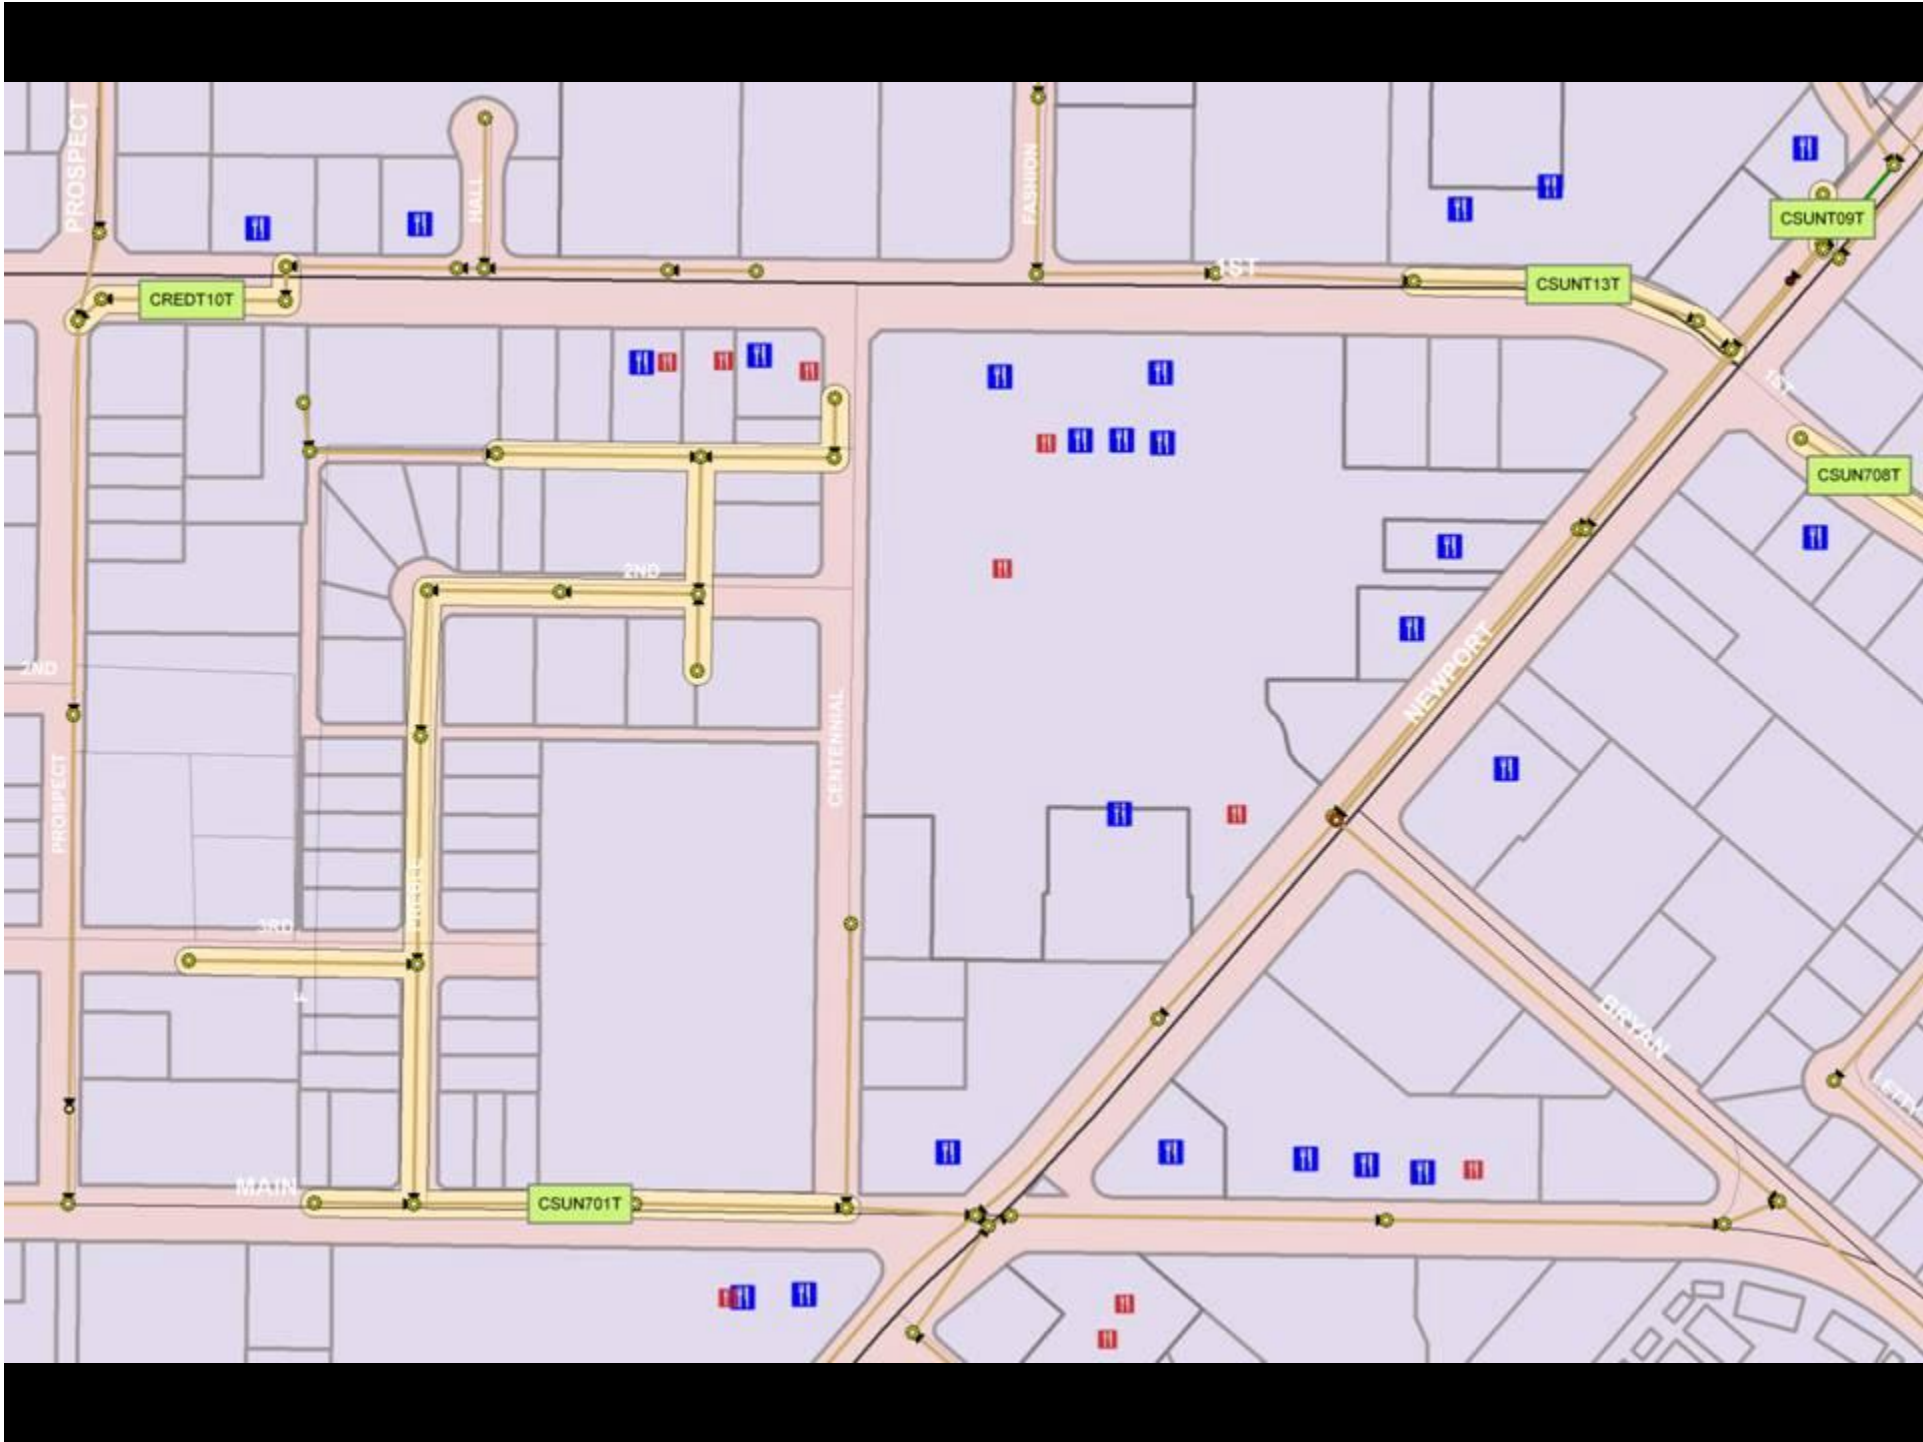 PROSPECT
HALL
FASHION
CSUNT09T
1ST
CSUNT13T
CREDT10T
1ST
CSUN708T
2ND
2ND
NEWPORT
CENTENNIAL
PROSPECT
3RD
F
BRYAN
MAIN
CSUN701T